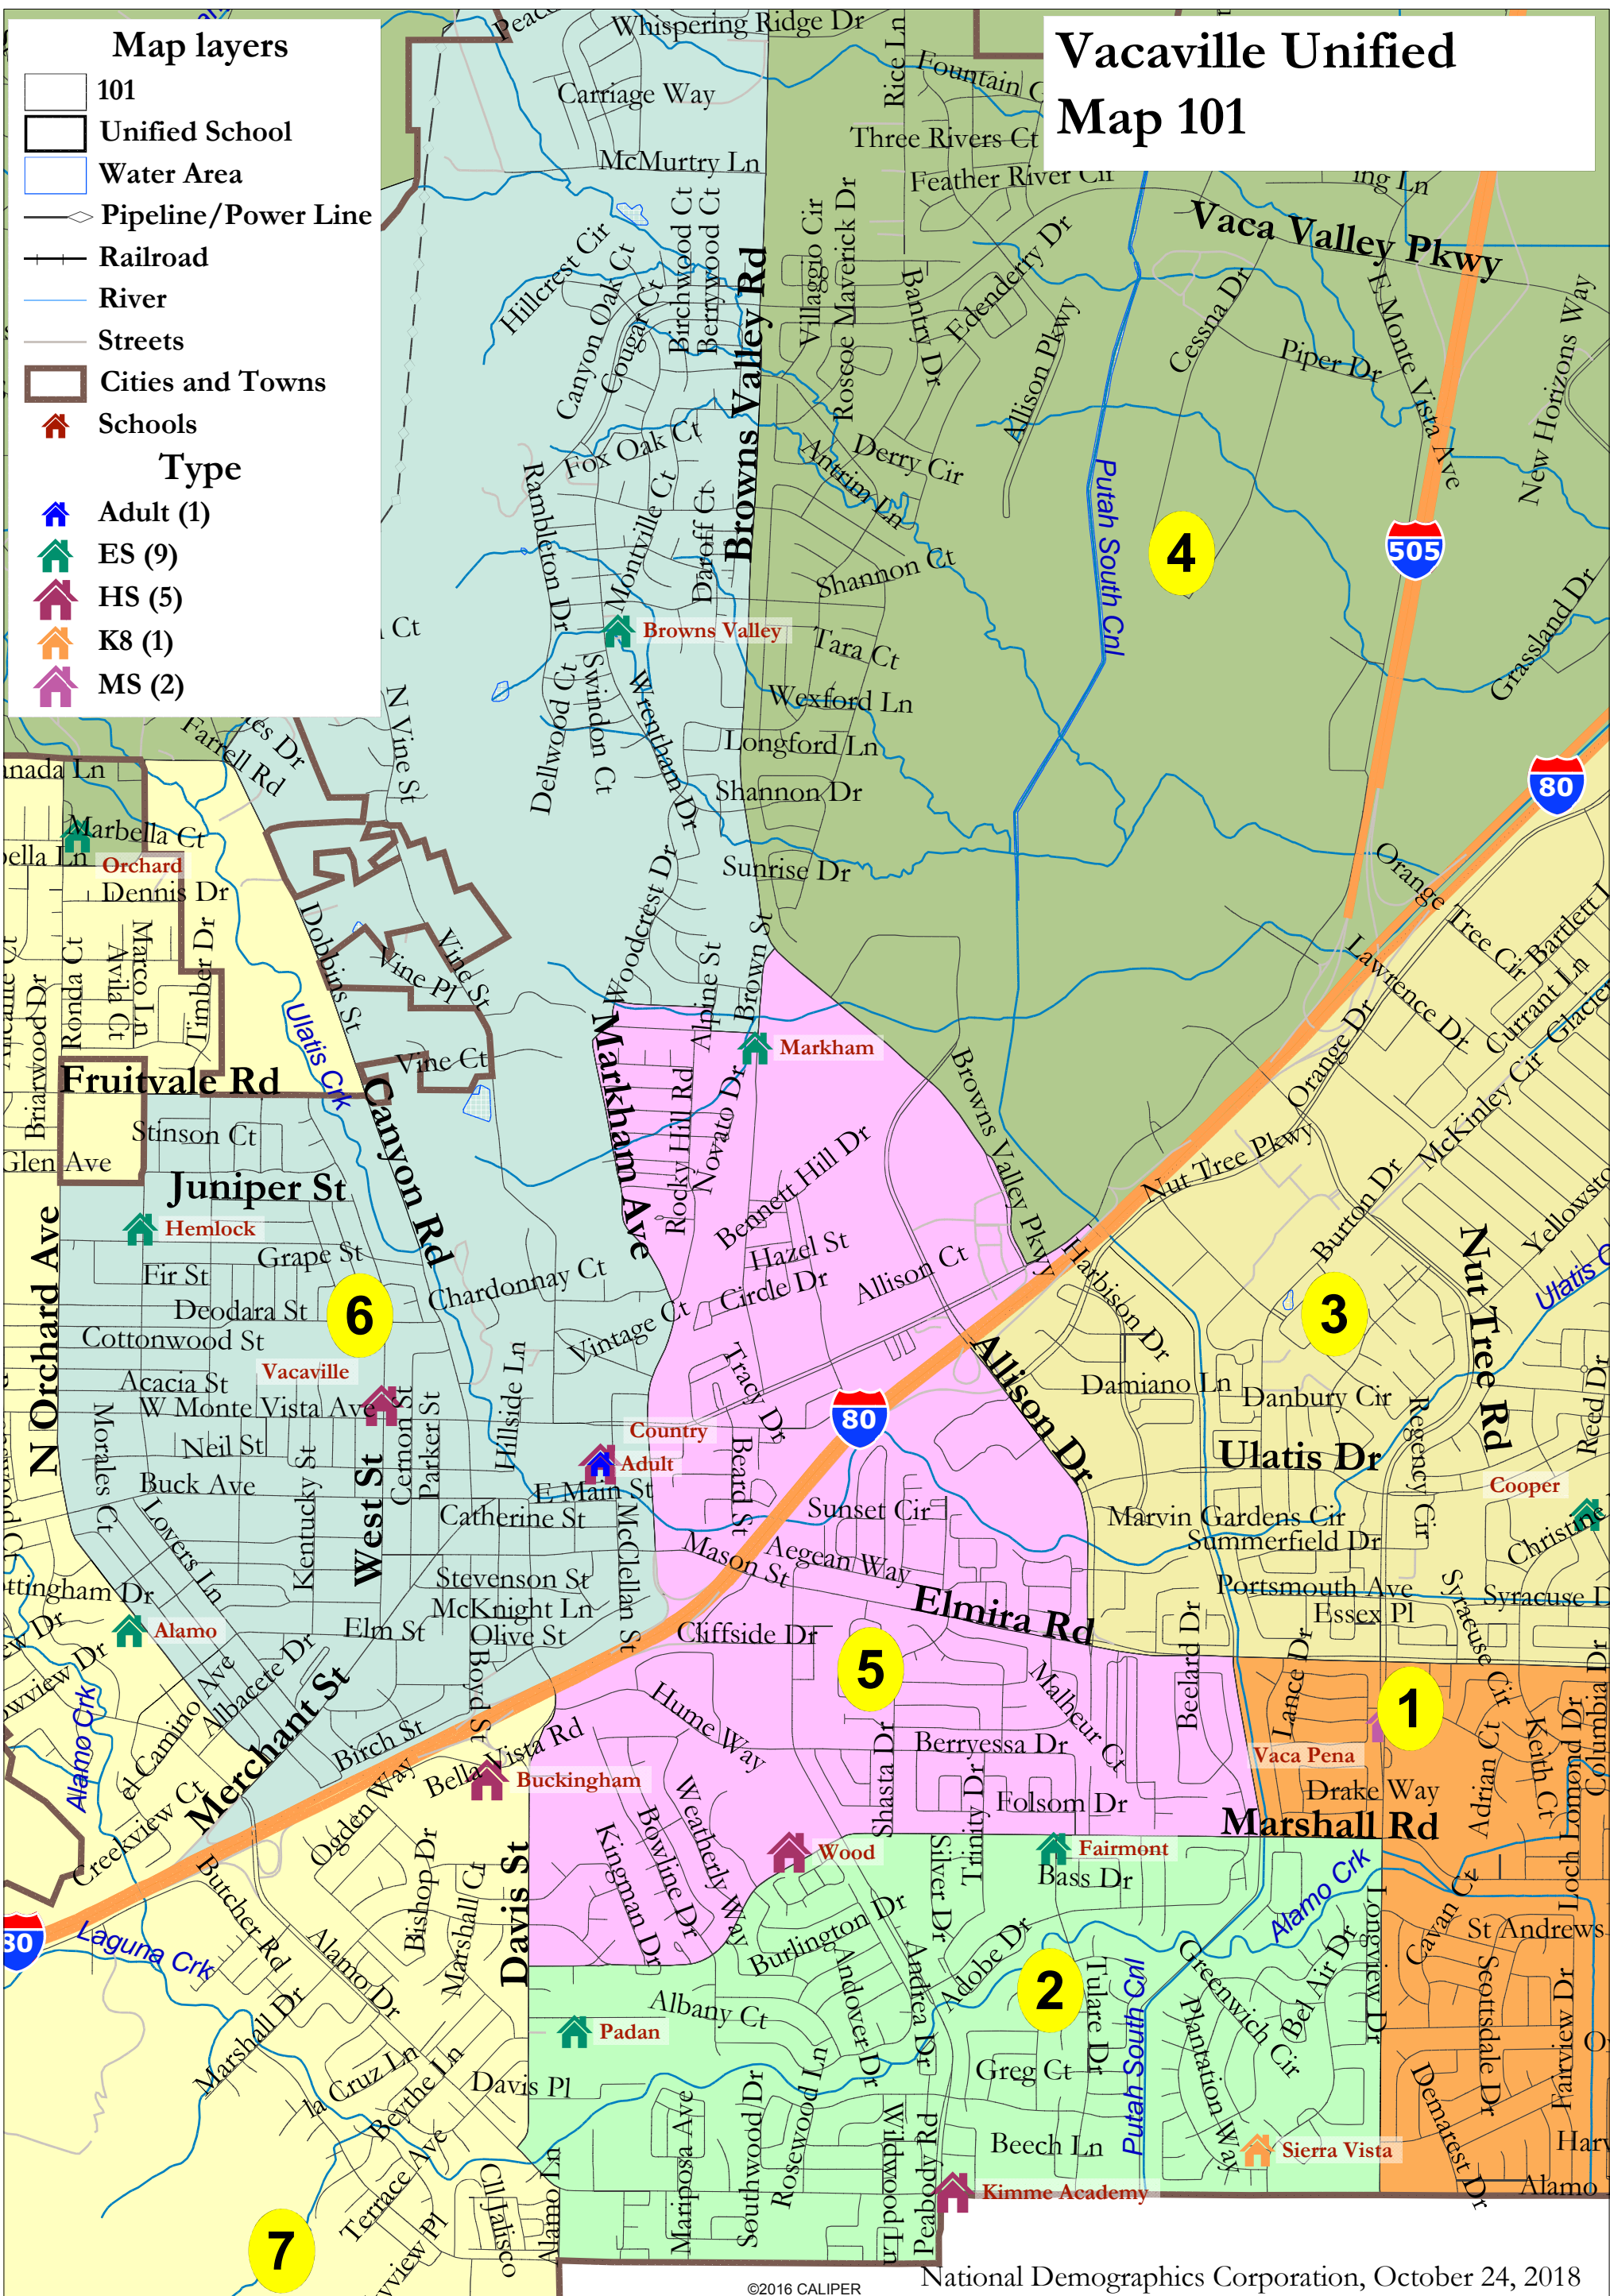 Vacaville Unified
Map 101
Map layers
101
Unified School
Water Area
Pipeline/Power Line
Railroad
River
Streets
Cities and Towns
Schools
Type
Adult (1)
ES (9)
HS (5)
K8 (1)
MS (2)
Whispering Ridge Dr
Carriage Way
McMurtry Ln
Rice Ln
Three Rivers Ct
Feather River Cir
Vaca Valley Pkwy
Hillcrest Cir
Canyon Oak Ct
Cougar Ct
Birchwood Ct
Berrywood Ct
Browns Valley Rd
Villaggio Cir
Roscoe
Maverick Dr
Bantry Dr
Edenderry Dr
Allison Pkwy
Cessna Dr
Piper Dr
E Monte Vista Ave
New Horizons Way
Fox Oak Ct
Rambleton Dr
Montville Ct
Daroff Ct
Derry Cir
Antrim Ln
Shannon Ct
Putah South Cnl
4
505
Grassland Dr
Ct
Browns Valley
Tara Ct
N Vine St
Dellwood Ct
Swindon Ct
Wrentham Dr
Wexford Ln
Longford Ln
Shannon Dr
Sunrise Dr
80
Farrell Rd
Marbella Ct
Orchard
Dennis Dr
Ronda Ct
Avila Ct
Marco Ln
Timber Dr
Briarwood Dr
Dobbins St
Vine Pl
Vine St
Vine Ct
Ulatis Crk
Woodcrest Dr
Alpine St
Brown St
Orange Tree Cir
Lawrence Dr
Currant Ln
McKinley Cir
Orange Dr
Fruitvale Rd
Stinson Ct
Glen Ave
Juniper St
Canyon Rd
Markham Ave
Markham
Rocky Hill Rd
Novato Dr
Bennett Hill Dr
Browns Valley Pkwy
Nut Tree Pkwy
Burton Dr
N Orchard Ave
Hemlock
Grape St
Fir St
Deodara St
6
Cottonwood St
Chardonnay Ct
Vintage Ct
Hazel St
Circle Dr
Allison Ct
Harbison Dr
3
Nut Tree Rd
Vacaville
Acacia St
W Monte Vista Ave
Morales Ct
Neil St
Buck Ave
Kentucky St
West St
Cernon St
Parker St
Hillside Ln
Country
Adult
E Main St
Catherine St
McClellan St
Tracy Dr
Beard St
80
Allison Dr
Damiano Ln
Danbury Cir
Ulatis Dr
Regency Cir
Reed Dr
Cooper
Christine
Sunset Cir
Marvin Gardens Cir
Summerfield Dr
Mason St
Aegean Way
Lovers Ln
Stevenson St
McKnight Ln
Olive St
Elm St
Alamo
Elmira Rd
Portsmouth Ave
Essex Pl
Syracuse Cir
Cliffside Dr
5
Beelard Dr
Lance Dr
1
Columbia Dr
Alamo Crk
el Camino Ave
Albacete Dr
Merchant St
Boyd St
Birch St
Hume Way
Malheur Ct
Berryessa Dr
Shasta Dr
Trinity Dr
Folsom Dr
Vaca Pena
Drake Way
Adrian Ct
Keith Ct
Loch Lomond Dr
Marshall Rd
Creekview Ct
Ogden Way
Bella Vista Rd
Buckingham
Weatherly Way
Bowline Dr
Kingman Dr
Wood
Fairmont
Bass Dr
Silver Dr
Davis St
Bishop Dr
Marshall Ct
Butcher Rd
Alamo Dr
Laguna Crk
Marshall Dr
Burlington Dr
Andover Dr
Andrea Dr
Adobe Dr
2
Tulare Dr
Alamo Crk
Longview Dr
Cavan Ct
St Andrews
Greenwich Cir
Bel Air Dr
Plantation Way
Scottsdale Dr
Fairview Dr
Albany Ct
Padan
Greg Ct
Putah South Cnl
Demarest Dr
la Cruz Ln
Beythe Ln
Davis Pl
Mariposa Ave
Southwood Dr
Rosewood Ln
Wildwood Ln
Peabody Rd
Beech Ln
Sierra Vista
Kimme Academy
Alamo
Terrace Ave
Cll Jalisco
Alamo Ln
7
National Demographics Corporation, October 24, 2018
©2016 CALIPER